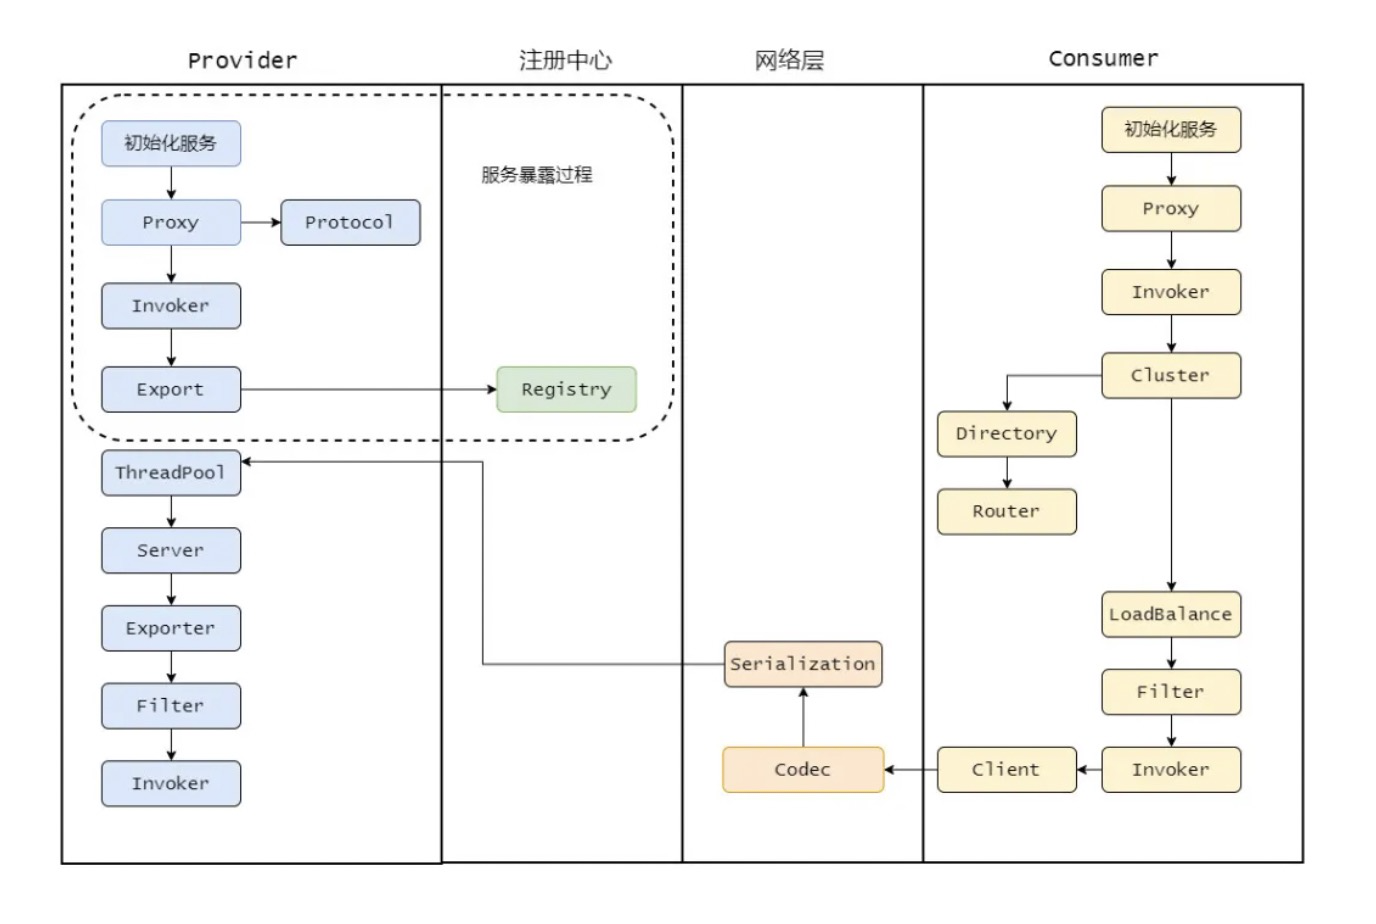 Provider
注册中心
网络层
Consumer
初始化服务
Proxy
Protocol
Invoker
Export
服务暴露过程
Registry
ThreadPool
Server
Exporter
Filter
Invoker
Serialization
Codec
初始化服务
Proxy
Invoker
Cluster
Directory
Router
LoadBalance
Filter
Invoker
Client